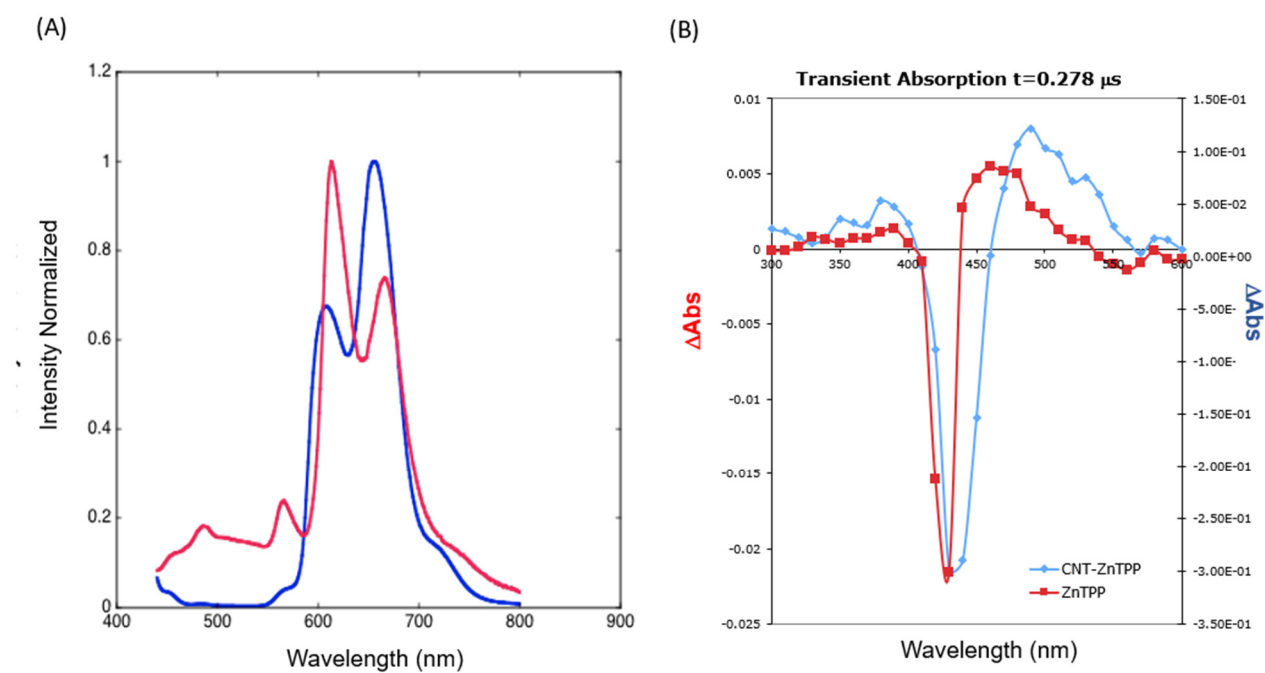 (A)
(B)
Transient Absorption t=0.278 µs
1.2
1
0.8
0.6
0.4
0.2
0
400
500
600
700
800
900
Intensity Normalized
Wavelength (nm)
0.01
0.005
0
-0.005
-0.01
-0.015
-0.02
-0.025
300
350
400
450
500
550
600
1.50E-01
1.00E-01
5.00E-02
0.00E+00
-5.00E-
-1.00E-
-1.50E-01
-2.00E-01
-2.50E-01
-3.00E-01
-3.50E-01
ΔAbs
ΔAbs
CNT-ZnTPP
ZnTPP
Wavelength (nm)